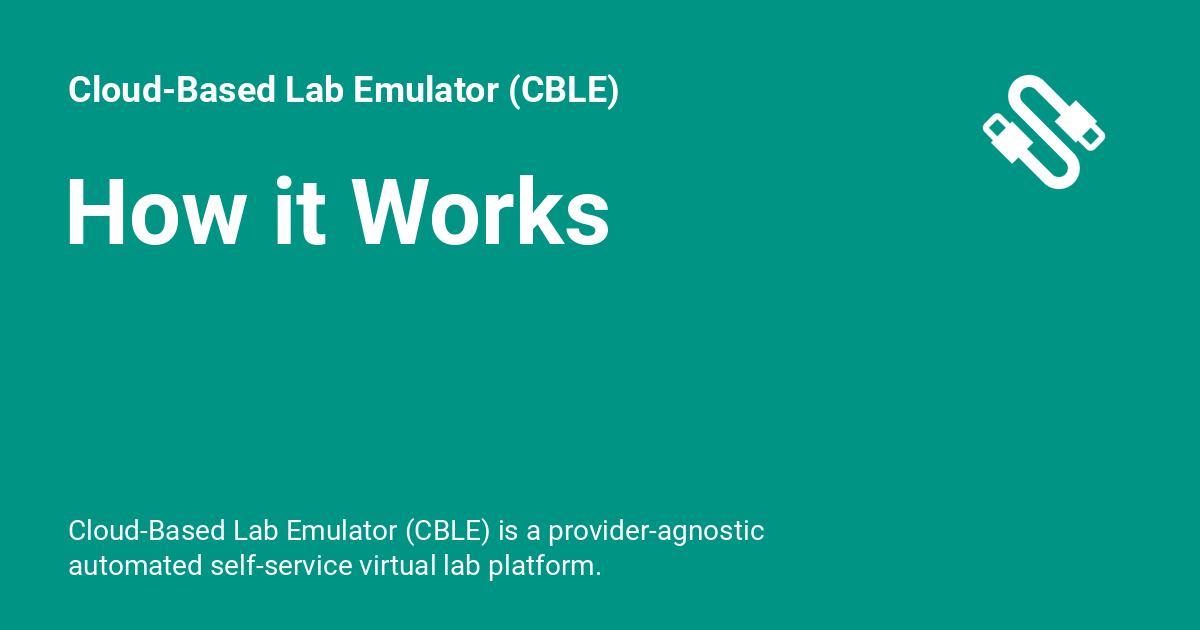 Cloud-Based Lab Emulator (CBLE)
How it Works
Cloud-Based Lab Emulator (CBLE) is a provider-agnostic
automated self-service virtual lab platform.